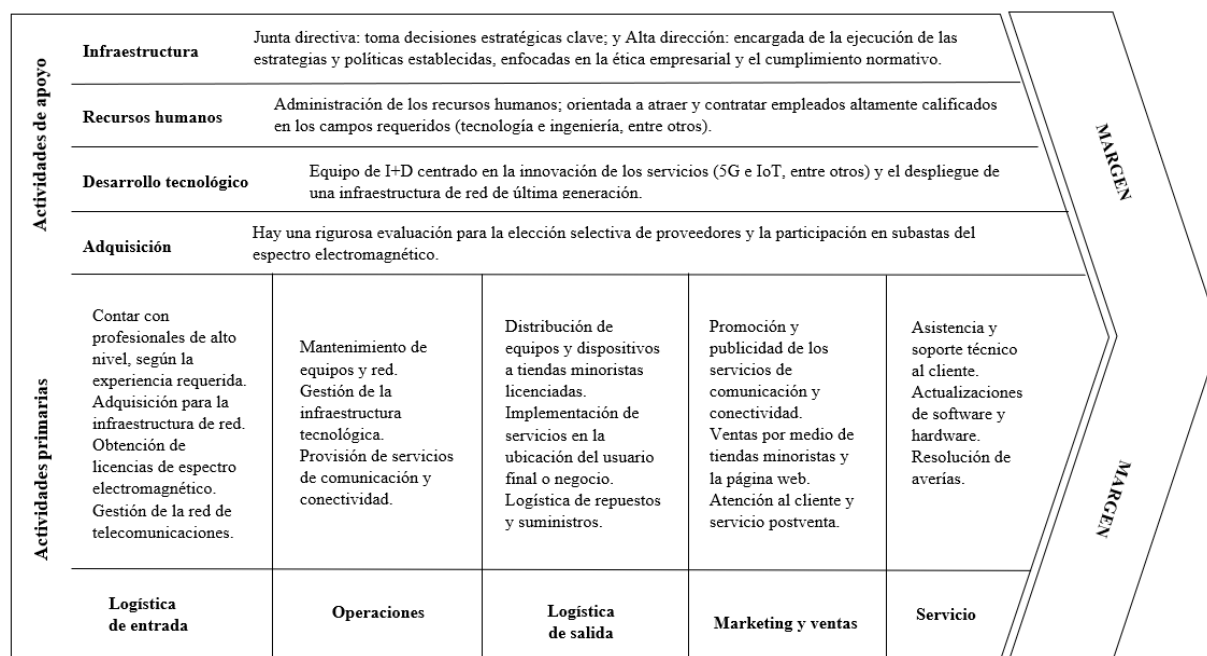 Actividades de apoyo
Infraestructura
Junta directiva: toma decisiones estratégicas clave; y Alta dirección: encargada de la ejecución de las
estrategias y políticas establecidas, enfocadas en la ética empresarial y el cumplimiento normativo.
Recursos humanos
Administración de los recursos humanos; orientada a atraer y contratar empleados altamente calificados
en los campos requeridos (tecnología e ingeniería, entre otros).
Desarrollo tecnológico
Equipo de I+D centrado en la innovación de los servicios (5G e IoT, entre otros) y el despliegue de
una infraestructura de red de última generación.
Adquisición
Hay una rigurosa evaluación para la elección selectiva de proveedores y la participación en subastas del
espectro electromagnético.
Actividades primarias
Contar con
profesionales de alto
nivel, según la
experiencia requerida.
Adquisición para la
infraestructura de red.
Obtención de
licencias de espectro
electromagnético.
Gestión de la red de
telecomunicaciones.
Logística
de entrada
Mantenimiento de
equipos y red.
Gestión de la
infraestructura
tecnológica.
Provisión de servicios
de comunicación y
conectividad.
Operaciones
Distribución de
equipos y dispositivos
a tiendas minoristas
licenciadas.
Implementación de
servicios en la
ubicación del usuario
final o negocio.
Logística de repuestos
y suministros.
Logística
de salida
Promoción y
publicidad de los
servicios de
comunicación y
conectividad.
Ventas por medio de
tiendas minoristas y
la página web.
Atención al cliente y
servicio postventa.
Marketing y ventas
Asistencia y
soporte técnico
al cliente.
Actualizaciones
de software y
hardware.
Resolución de
averías.
Servicio
MARGEN
MARGEN